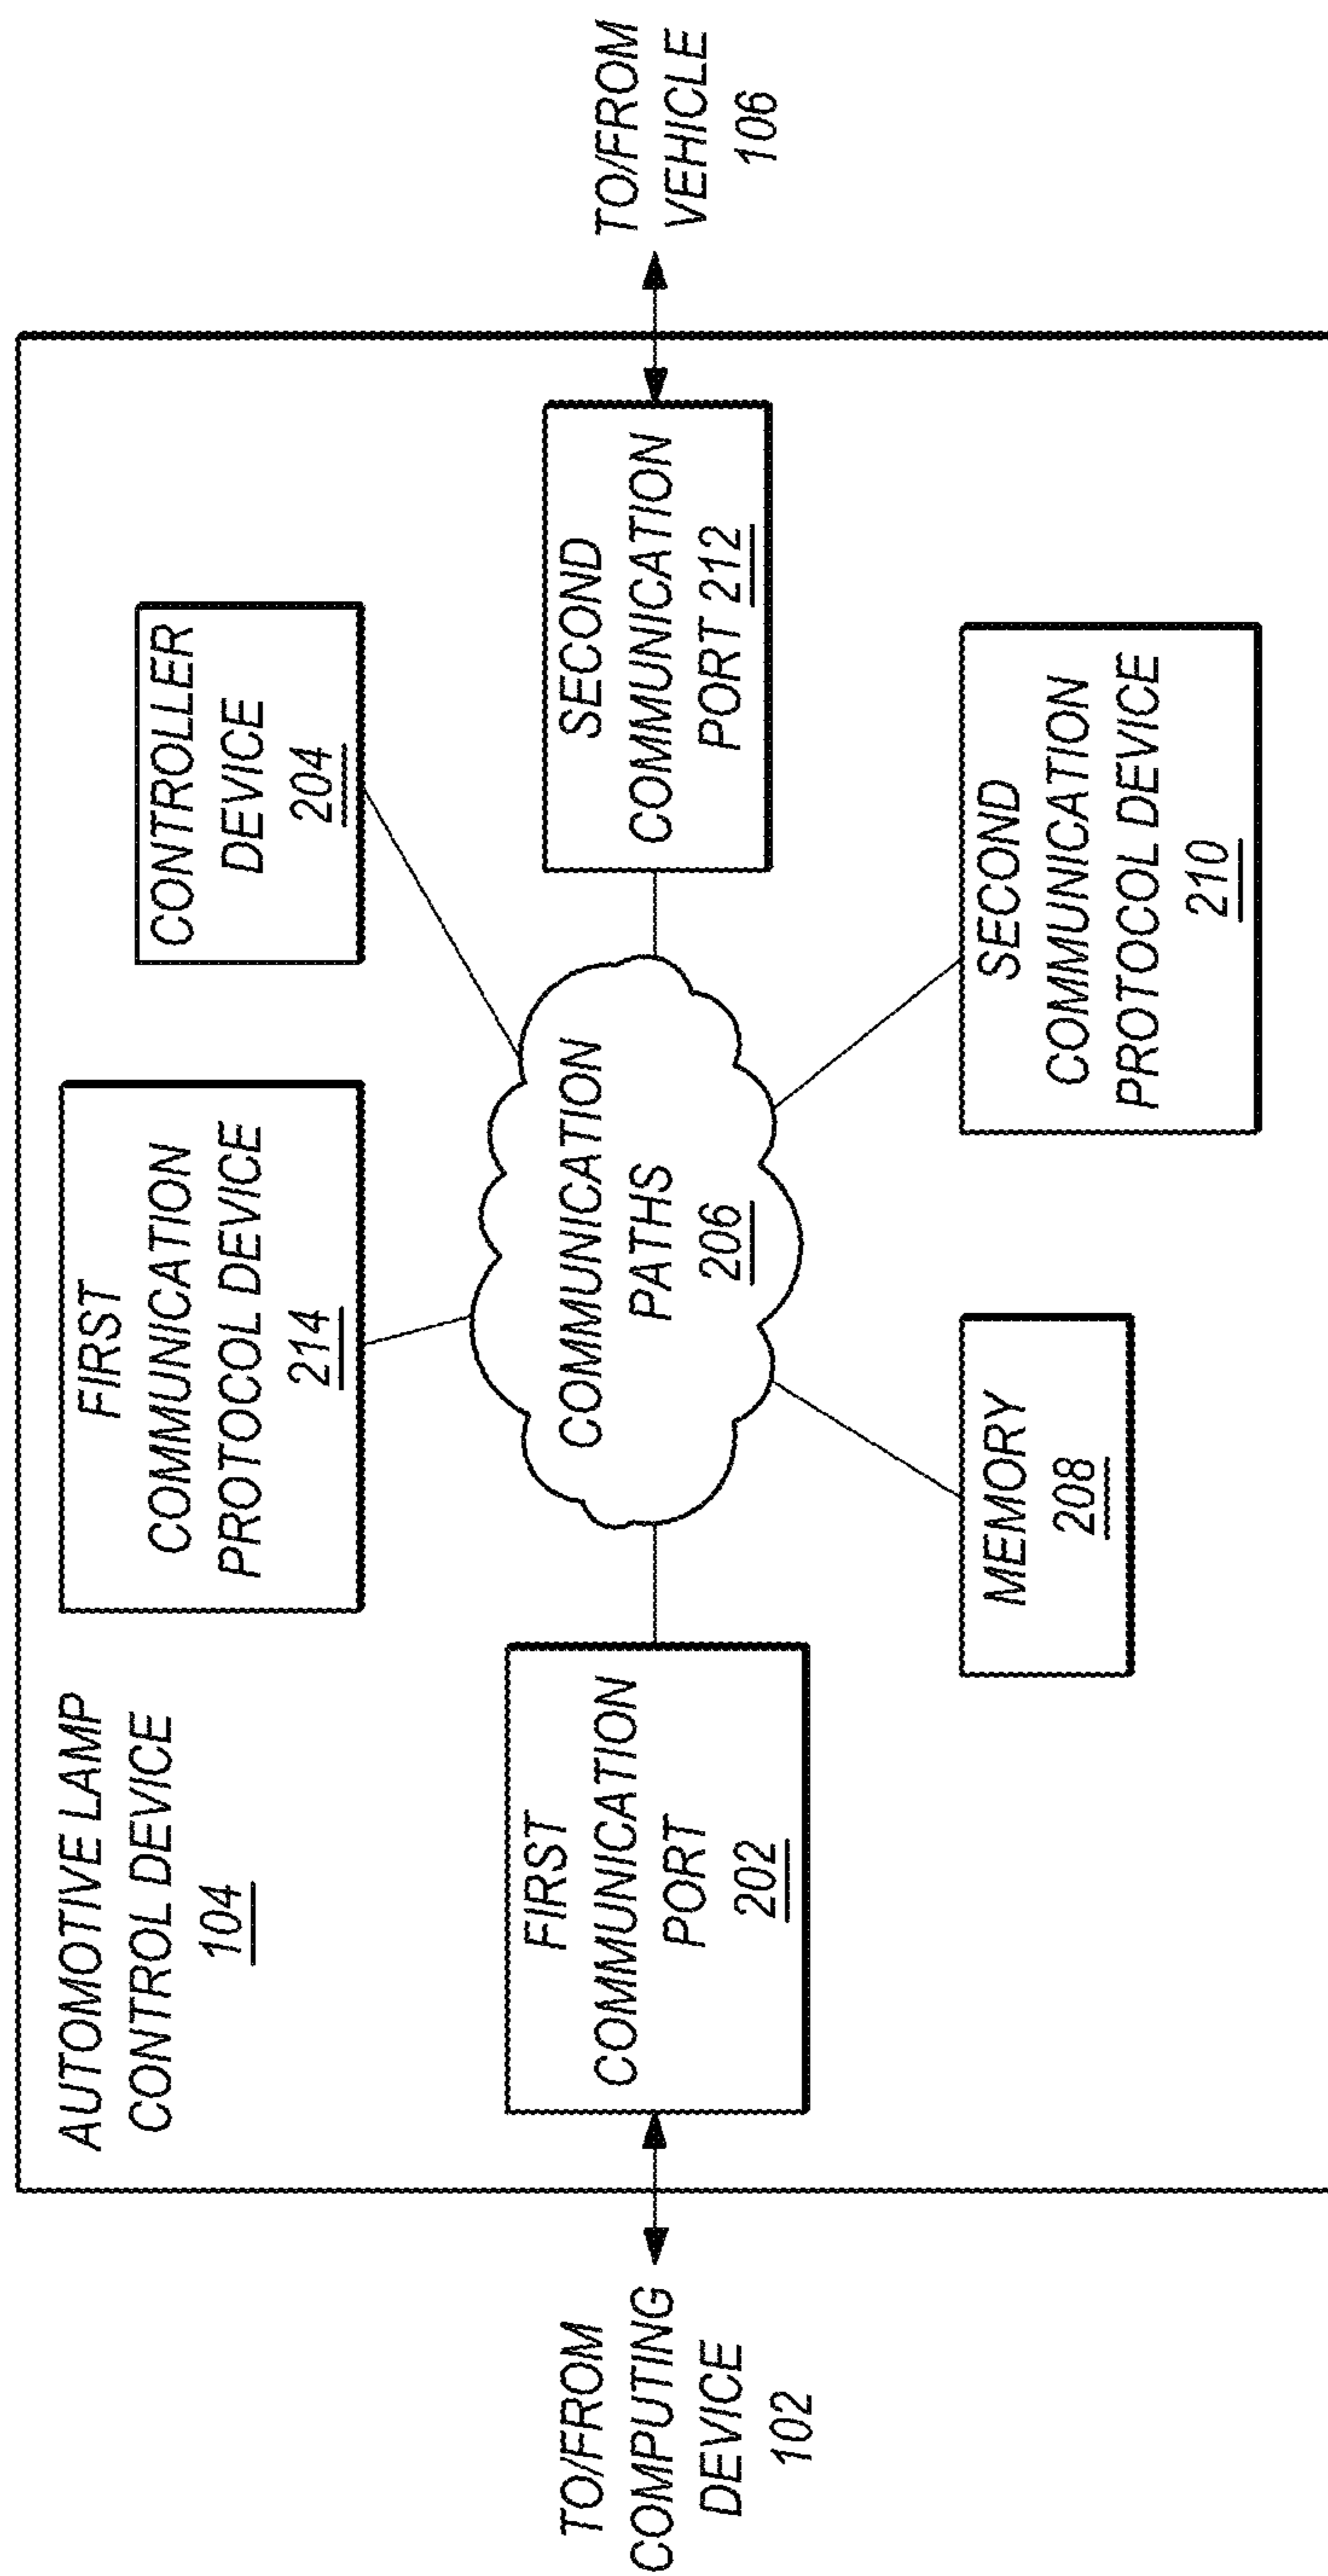 AUTOMOTIVE LAMP
CONTROL DEVICE
104
FIRST
COMMUNICATION
PROTOCOL DEVICE
214
CONTROLLER
DEVICE
204
TO/FROM
COMPUTING
DEVICE
102
FIRST
COMMUNICATION
PORT
202
COMMUNICATION
PATHS
206
SECOND
COMMUNICATION
PORT 212
TO/FROM
VEHICLE
106
MEMORY
208
SECOND
COMMUNICATION
PROTOCOL DEVICE
210